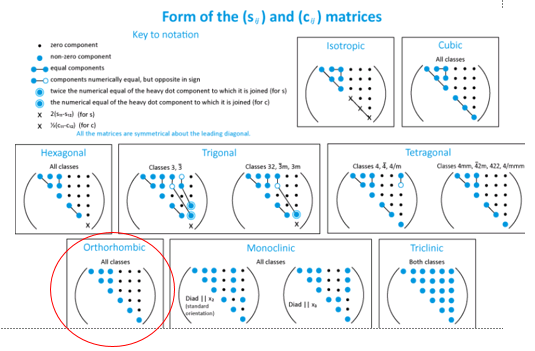 Form of the (sᵢⱼ) and (cᵢⱼ) matrices
Key to notation
zero component
non-zero component
equal components
components numerically equal, but opposite in sign
twice the numerical equal of the heavy dot component to which it is joined (for s)
the numerical equal of the heavy dot component to which it is joined (for c)
X 2(s₁₁-s₁₂) (for s)
X ½(c₁₁-c₁₂) (for c)
All the matrices are symmetrical about the leading diagonal.
Isotropic
X
X
X
Cubic
All classes
Hexagonal
All classes
X
Trigonal
Classes 3, 3̅
X
Classes 32, 3̅m, 3m
X
Tetragonal
Classes 4, 4̅, 4/m
Classes 4mm, 4̅2m, 422, 4/mmm
Orthorhombic
All classes
Monoclinic
All classes
Diad || x₂
(standard
orientation)
Diad || x₃
Triclinic
Both classes